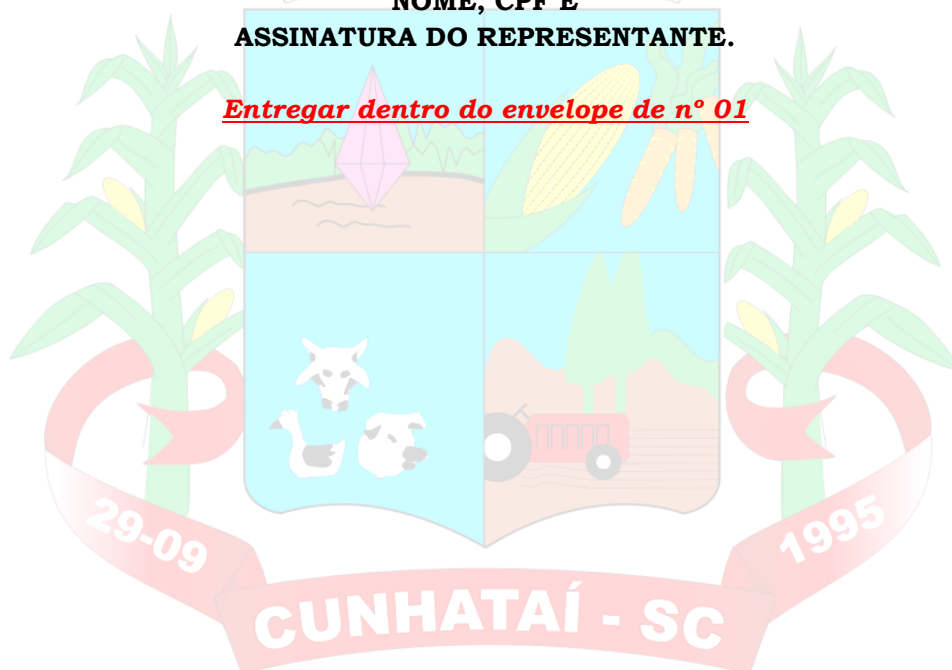 NOME, CPF E
ASSINATURA DO REPRESENTANTE.
Entregar dentro do envelope de nº 01
29-09
1995
CUNHATAÍ - SC